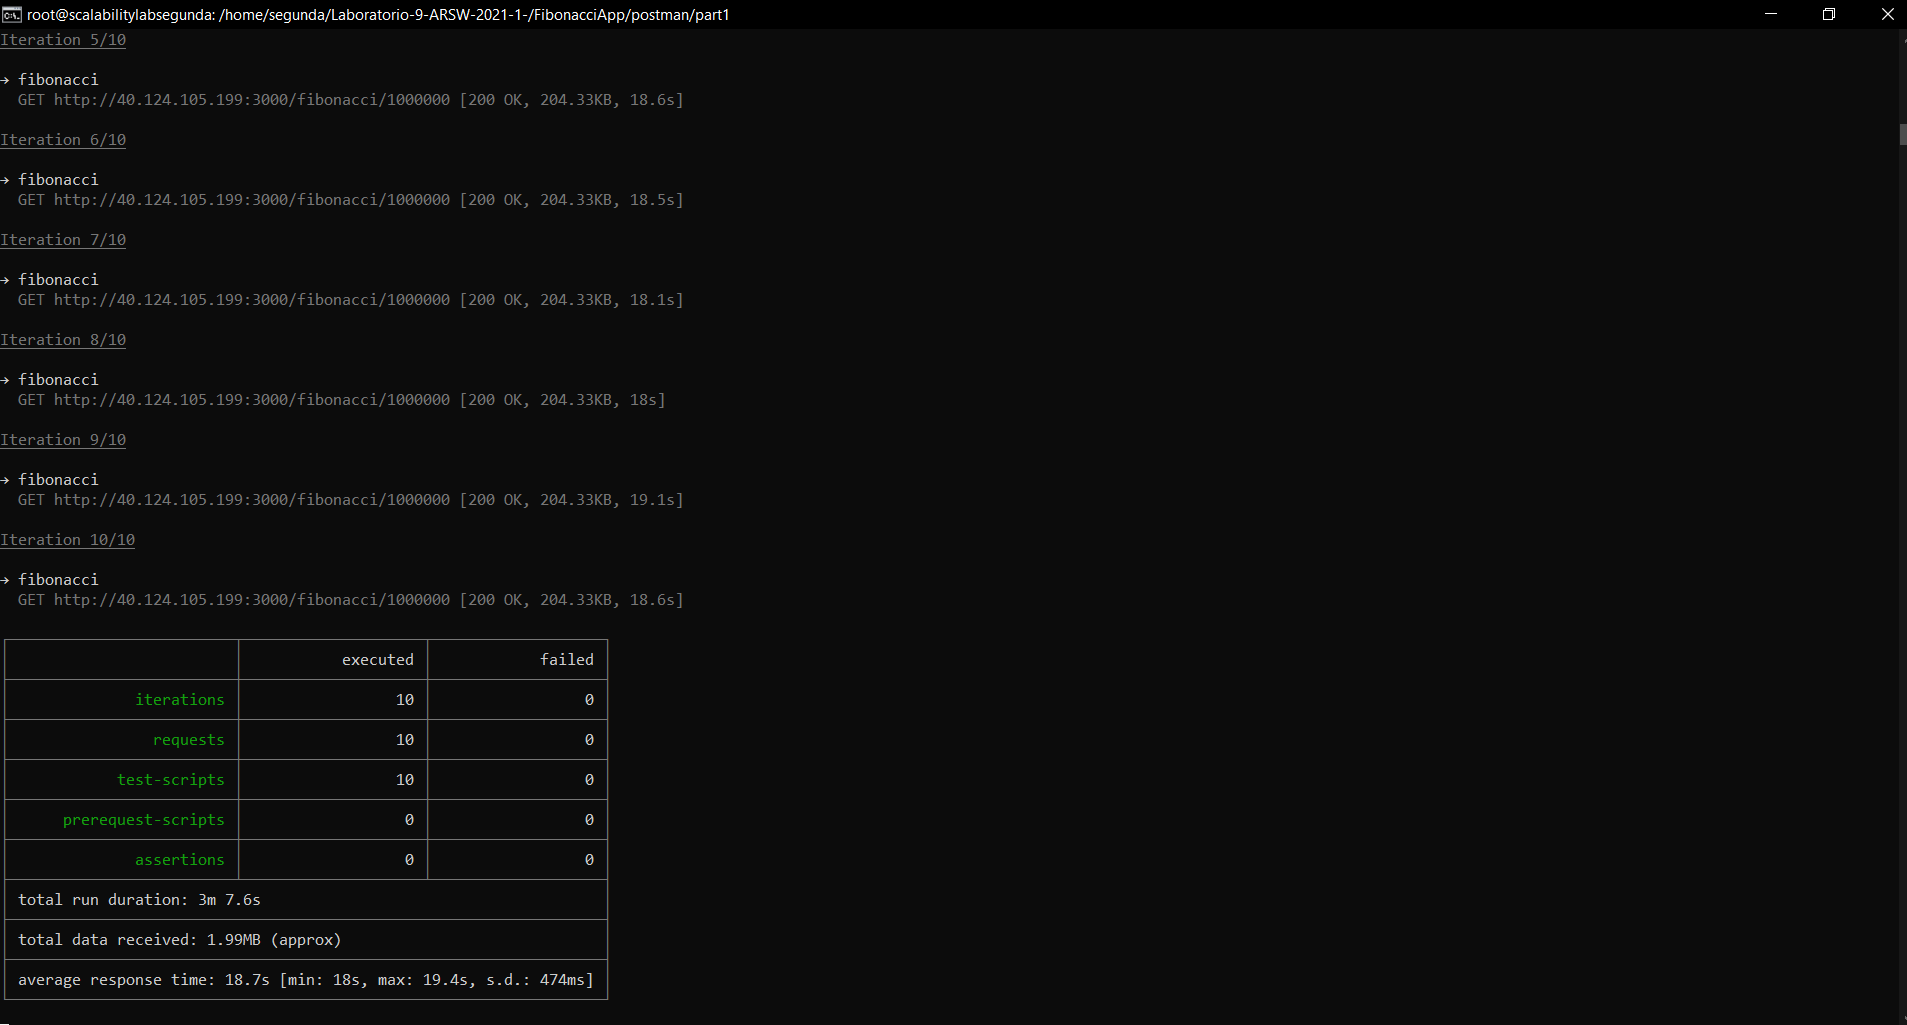 root@scalabilitylabsegunda: /home/segunda/Laboratorio-9-ARSW-2021-1-/FibonacciApp/postman/part1
Iteration 5/10
→ fibonacci
GET http://40.124.105.199:3000/fibonacci/1000000 [200 OK, 204.33KB, 18.6s]
Iteration 6/10
→ fibonacci
GET http://40.124.105.199:3000/fibonacci/1000000 [200 OK, 204.33KB, 18.5s]
Iteration 7/10
→ fibonacci
GET http://40.124.105.199:3000/fibonacci/1000000 [200 OK, 204.33KB, 18.1s]
Iteration 8/10
→ fibonacci
GET http://40.124.105.199:3000/fibonacci/1000000 [200 OK, 204.33KB, 18s]
Iteration 9/10
→ fibonacci
GET http://40.124.105.199:3000/fibonacci/1000000 [200 OK, 204.33KB, 19.1s]
Iteration 10/10
→ fibonacci
GET http://40.124.105.199:3000/fibonacci/1000000 [200 OK, 204.33KB, 18.6s]
executed failed
iterations 10 0
requests 10 0
test-scripts 10 0
prerequest-scripts 0 0
assertions 0 0
total run duration: 3m 7.6s
total data received: 1.99MB (approx)
average response time: 18.7s [min: 18s, max: 19.4s, s.d.: 474ms]